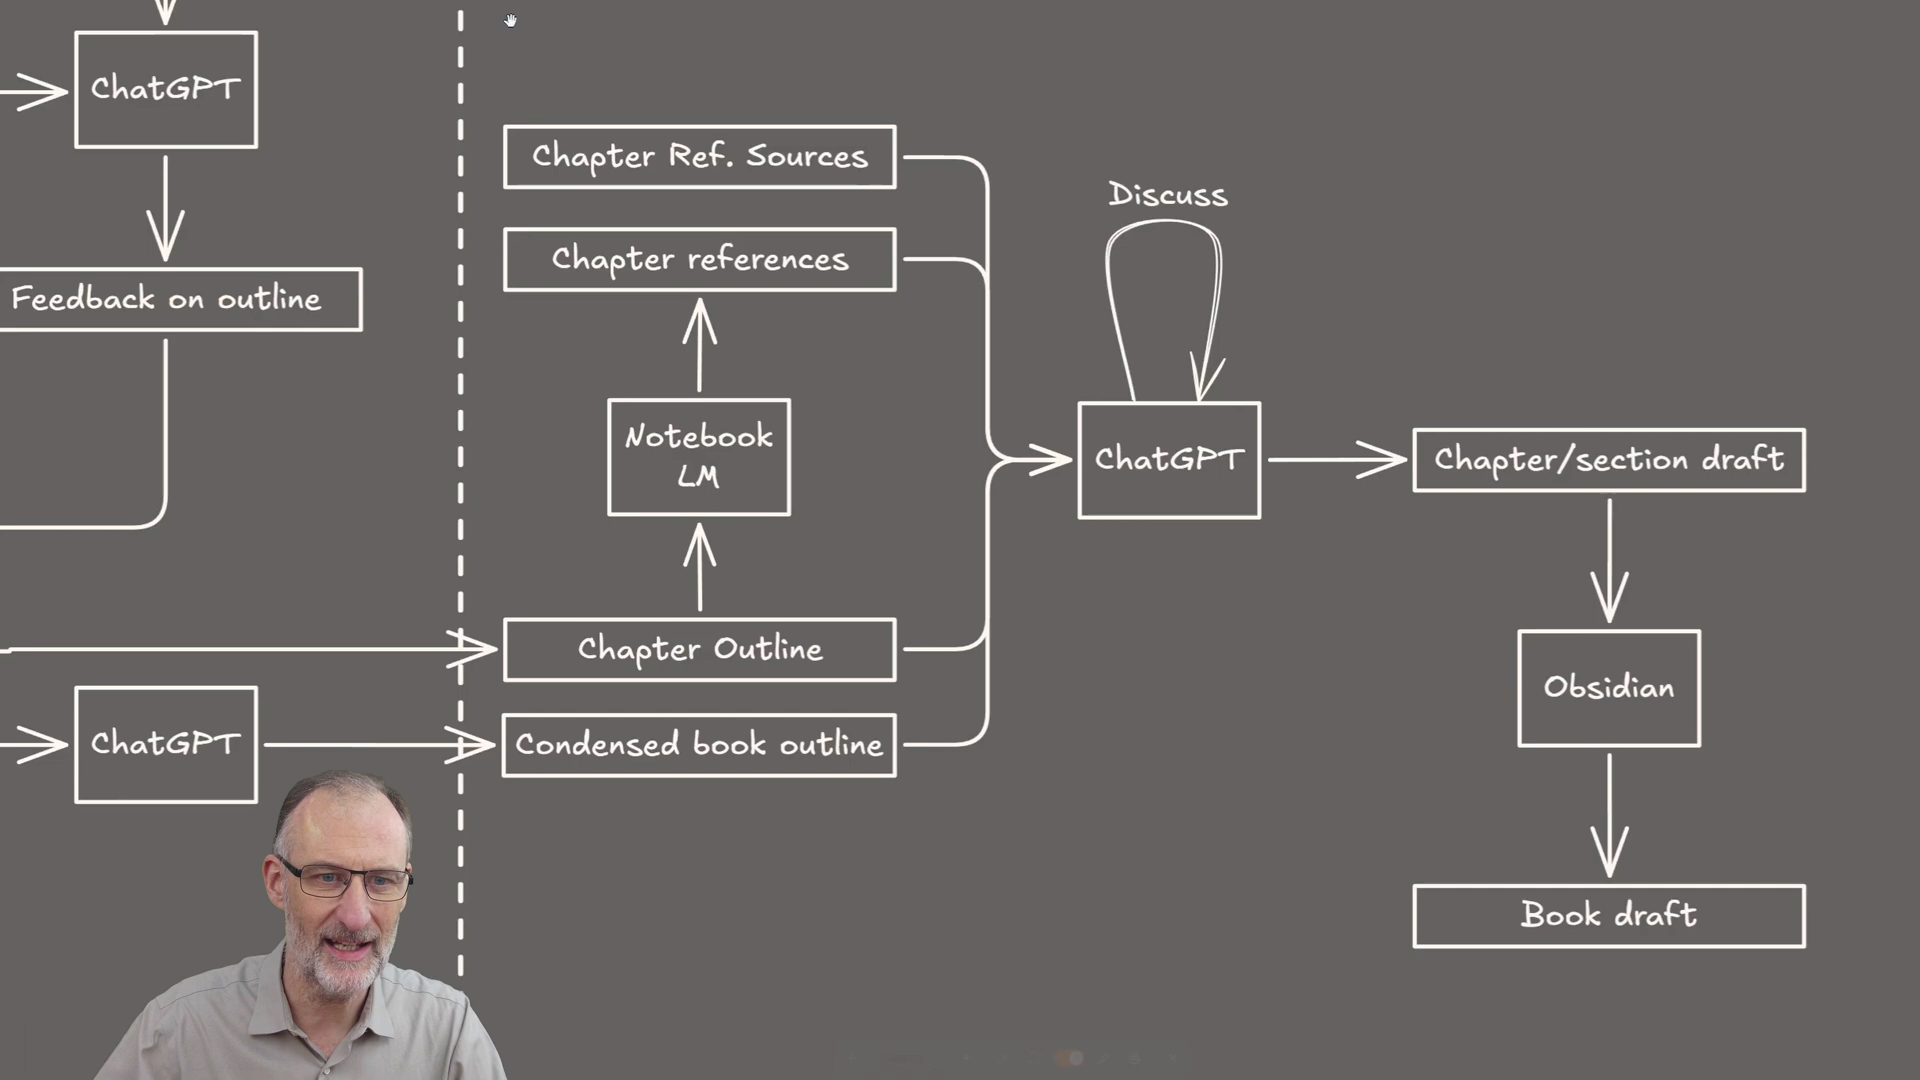 ChatGPT
Feedback on outline
ChatGPT
Chapter Ref. Sources
Chapter references
Notebook
LM
Chapter Outline
Condensed book outline
Discuss
ChatGPT
Chapter/section draft
Obsidian
Book draft